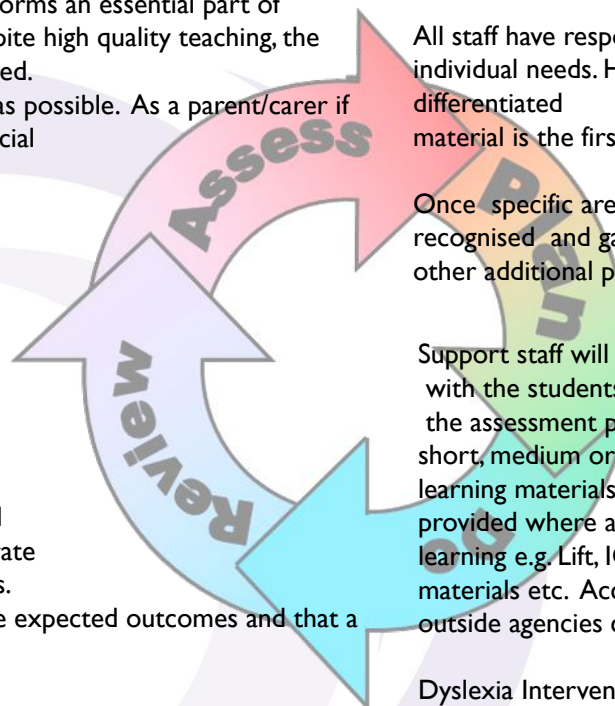 orms an essential part of
pite high quality teaching, the
ed.
as possible. As a parent/carer if
cial
All staff have resp
individual needs. H
differentiated
material is the firs
Once specific are
recognised and ga
other additional p
Support staff will
with the students
the assessment p
short, medium or
learning materials
provided where a
learning e.g. Lift, I
materials etc. Ac
outside agencies
Dyslexia Interven
ate
s.
e expected outcomes and that a
Assess
Plan
Do
Review